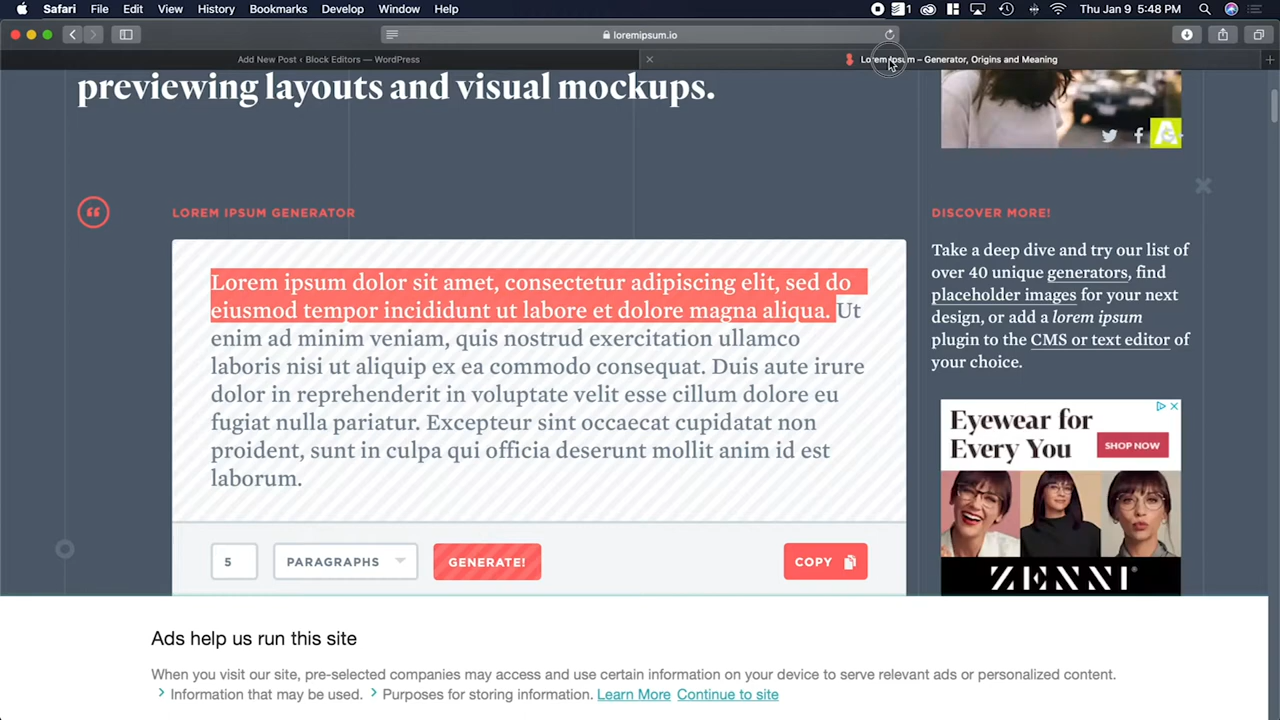 Safari File Edit View History Bookmarks Develop Window Help
1 Thu Jan 9 5:48 PM
loremipsum.io
Add New Post ‹ Block Editors — WordPress
Lorem Ipsum – Generator, Origins and Meaning
previewing layouts and visual mockups.
LOREM IPSUM GENERATOR
Lorem ipsum dolor sit amet, consectetur adipiscing elit, sed do
eiusmod tempor incididunt ut labore et dolore magna aliqua. Ut
enim ad minim veniam, quis nostrud exercitation ullamco
laboris nisi ut aliquip ex ea commodo consequat. Duis aute irure
dolor in reprehenderit in voluptate velit esse cillum dolore eu
fugiat nulla pariatur. Excepteur sint occaecat cupidatat non
proident, sunt in culpa qui officia deserunt mollit anim id est
laborum.
5 PARAGRAPHS GENERATE! COPY
DISCOVER MORE!
Take a deep dive and try our list of
over 40 unique generators, find
placeholder images for your next
design, or add a lorem ipsum
plugin to the CMS or text editor of
your choice.
Eyewear for
Every You
SHOP NOW
ZENNI®
Ads help us run this site
When you visit our site, pre-selected companies may access and use certain information on your device to serve relevant ads or personalized content.
Information that may be used. Purposes for storing information. Learn More Continue to site